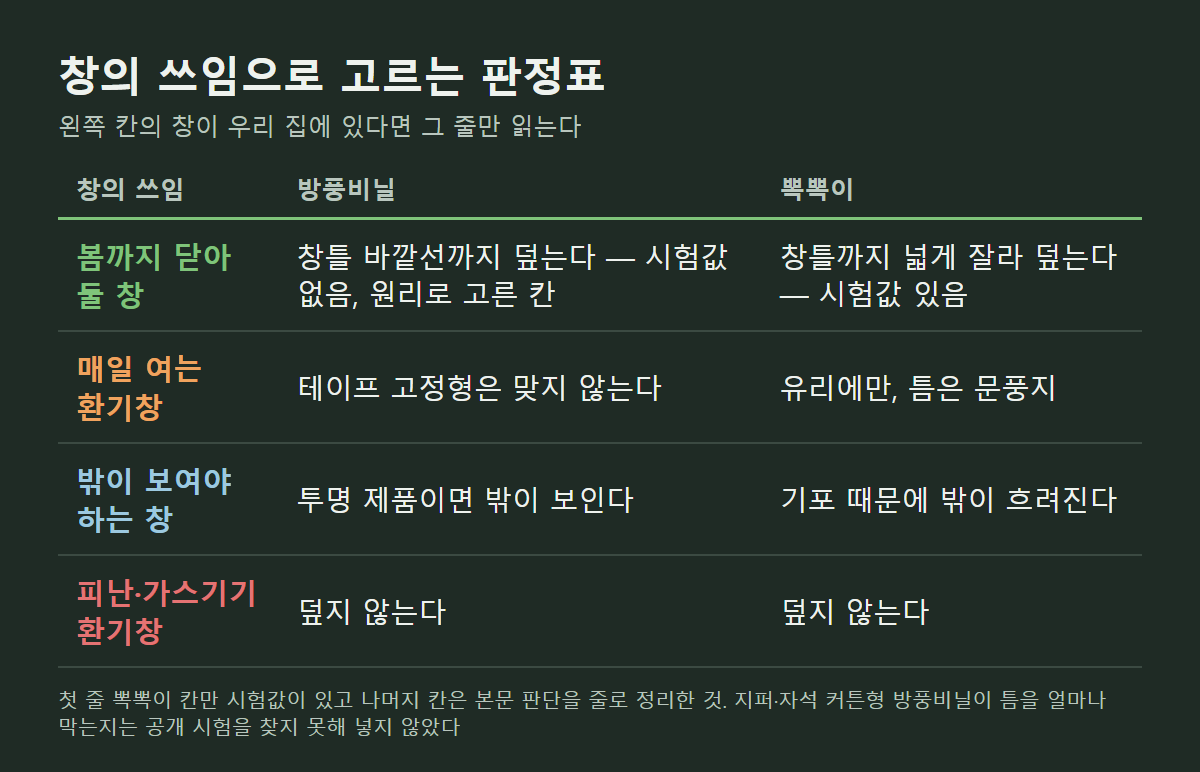 창의 쓰임으로 고르는 판정표
왼쪽 칸의 창이 우리 집에 있다면 그 줄만 읽는다
창의 쓰임
방풍비닐
뽁뽁이
봄까지 닫아
둘 창
창틀 바깥선까지 덮는다 — 시험값
없음, 원리로 고른 칸
창틀까지 넓게 잘라 덮는다
— 시험값 있음
매일 여는
환기창
테이프 고정형은 맞지 않는다
유리에만, 틈은 문풍지
밖이 보여야
하는 창
투명 제품이면 밖이 보인다
기포 때문에 밖이 흐려진다
피난·가스기기
환기창
덮지 않는다
덮지 않는다
첫 줄 뽁뽁이 칸만 시험값이 있고 나머지 칸은 본문 판단을 줄로 정리한 것. 지퍼·자석 커튼형 방풍비닐이 틈을 얼마나
막는지는 공개 시험을 찾지 못해 넣지 않았다